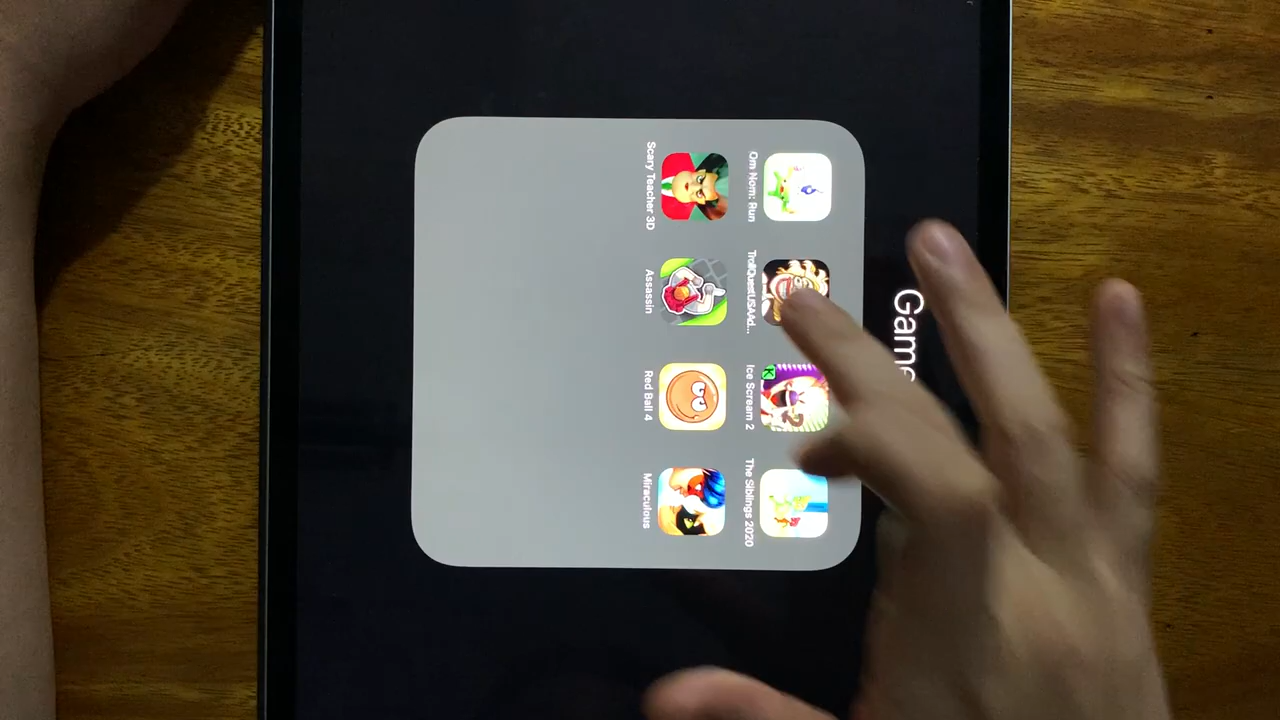 Game
Om Nom: Run
TrollQuestUSAAd...
Ice Scream 2
The Siblings 2020
Scary Teacher 3D
Assassin
Red Ball 4
Miraculous